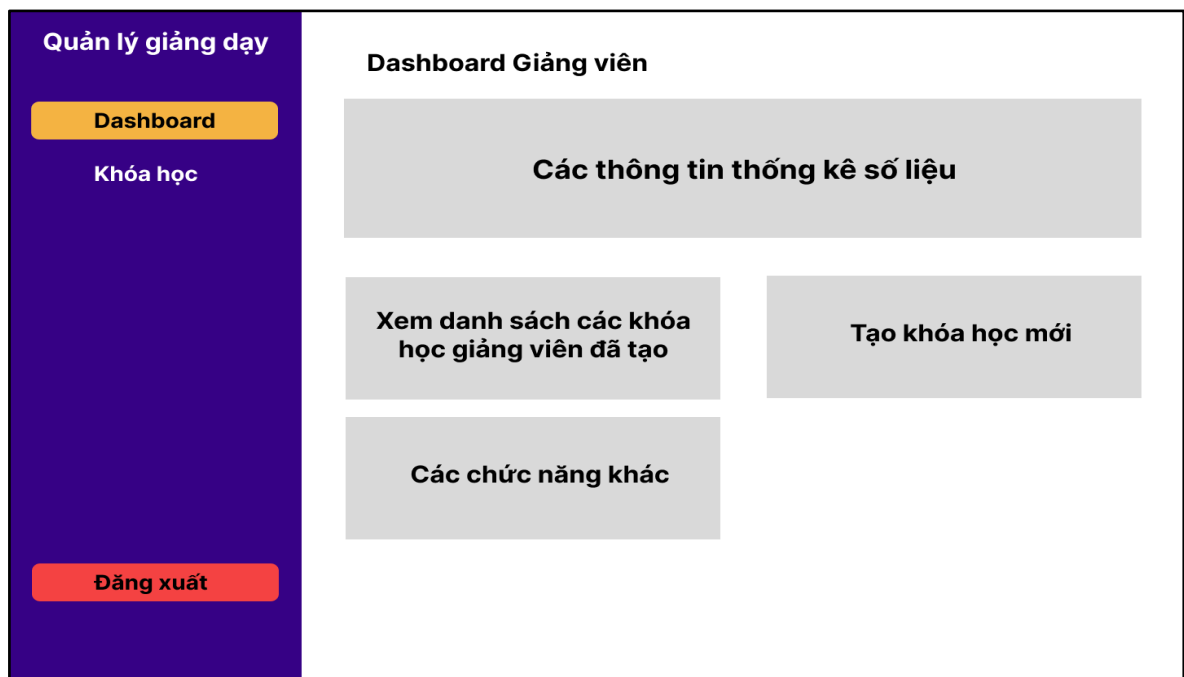 Quản lý giảng dạy
Dashboard
Khóa học
Đăng xuất
Dashboard Giảng viên
Các thông tin thống kê số liệu
Xem danh sách các khóa
học giảng viên đã tạo
Tạo khóa học mới
Các chức năng khác